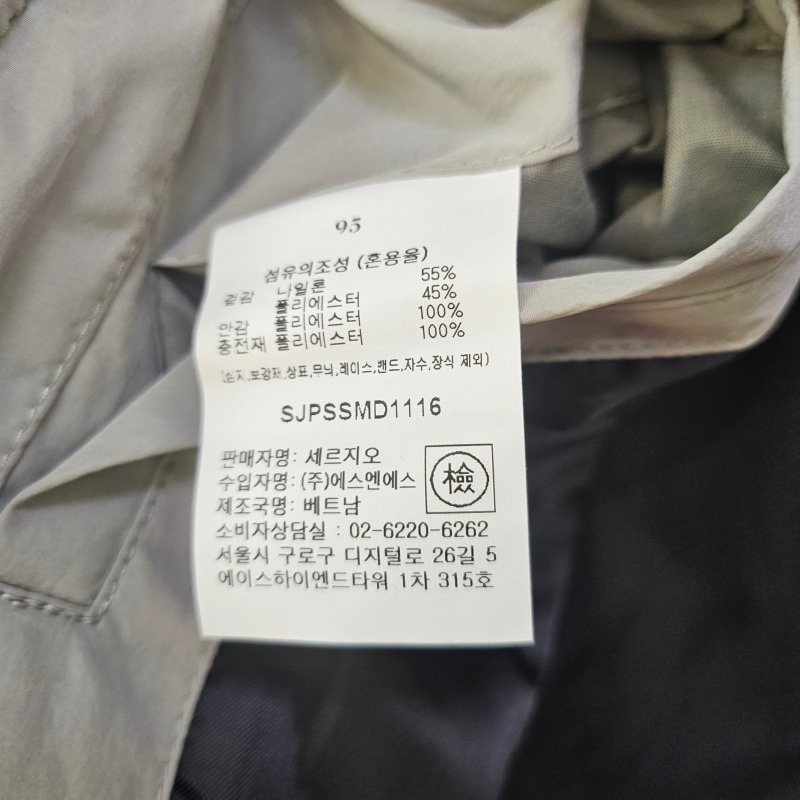 95
섬유의조성 (혼용율)
겉감 나일론 55%
폴리에스터 45%
안감 폴리에스터 100%
충전재 폴리에스터 100%
(손지,보강재,상표,무늬,레이스,밴드,자수,장식 제외)
SJPSSMD1116
판매자명: 세르지오
수입자명: (주)에스엔에스
檢
제조국명: 베트남
소비자상담실 : 02-6220-6262
서울시 구로구 디지털로 26길 5
에이스하이엔드타워 1차 315호